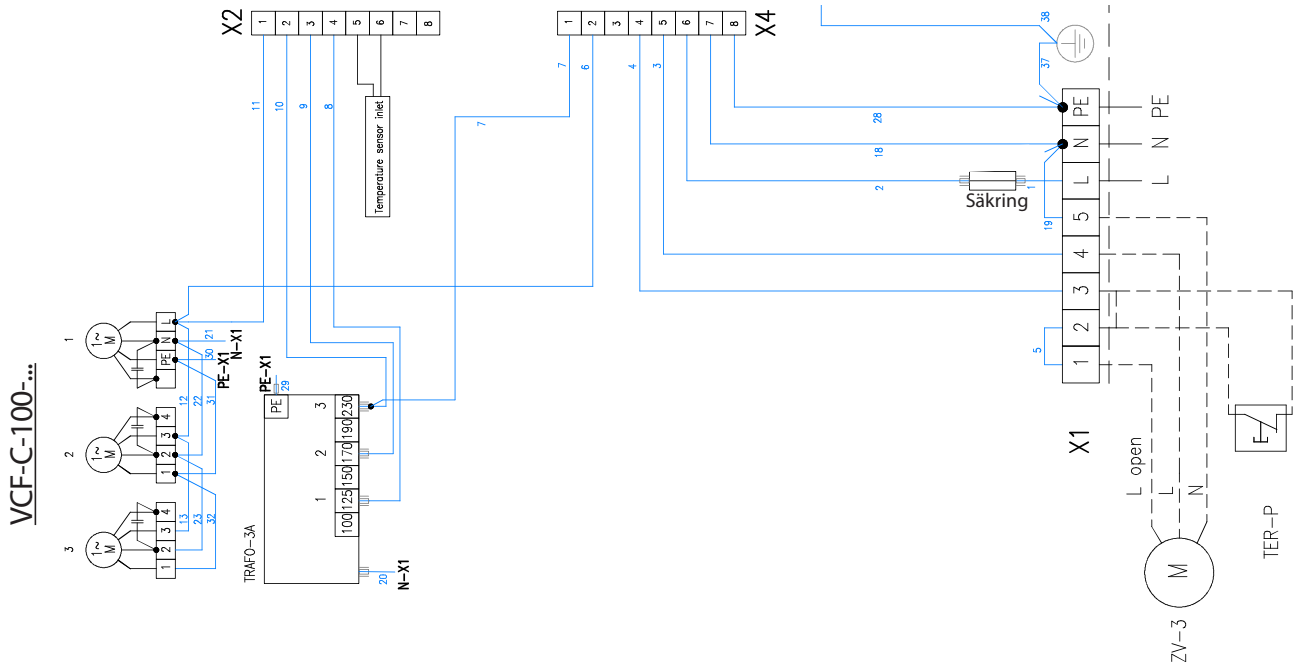 VCF-C-100-...
X2
1 2 3 4 5 6 7 8
11
10
9
8
Temperature sensor inlet
1 2 3 4 5 6 7 8
X4
7
6
4
3
7
28
18
2
1
Säkring
19
38
37
1 2 3 4 5 L N PE
5
L N PE
X1
1
1~
M
PE N L
21
30
N-X1
PE-X1
12
22
31
2
1~
M
1 2 3 4
13
23
32
3
1~
M
1 2 3 4
TRAFO-3A
PE
PE-X1
29
1 2 3
100 125 150 170 190 230
20
N-X1
L open
L
N
M
ZV-3
TER-P